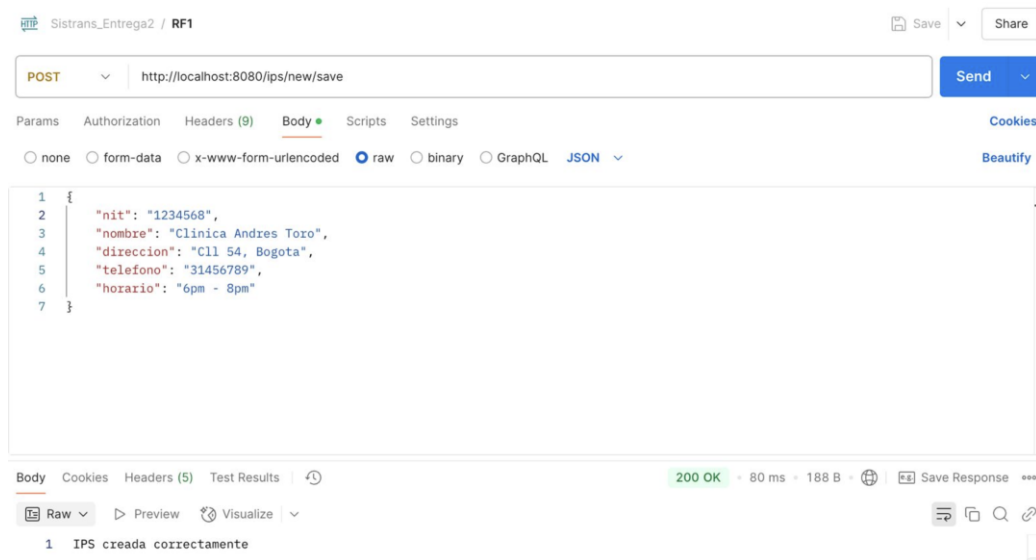 HTTP Sistrans_Entrega2 / RF1 Save Share
POST http://localhost:8080/ips/new/save Send
Params Authorization Headers (9) Body Scripts Settings Cookies
none form-data x-www-form-urlencoded raw binary GraphQL JSON Beautify
1 {
2 "nit": "1234568",
3 "nombre": "Clinica Andres Toro",
4 "direccion": "Cll 54, Bogota",
5 "telefono": "31456789",
6 "horario": "6pm - 8pm"
7 }
Body Cookies Headers (5) Test Results 200 OK 80 ms 188 B e.g. Save Response
Raw Preview Visualize
1 IPS creada correctamente